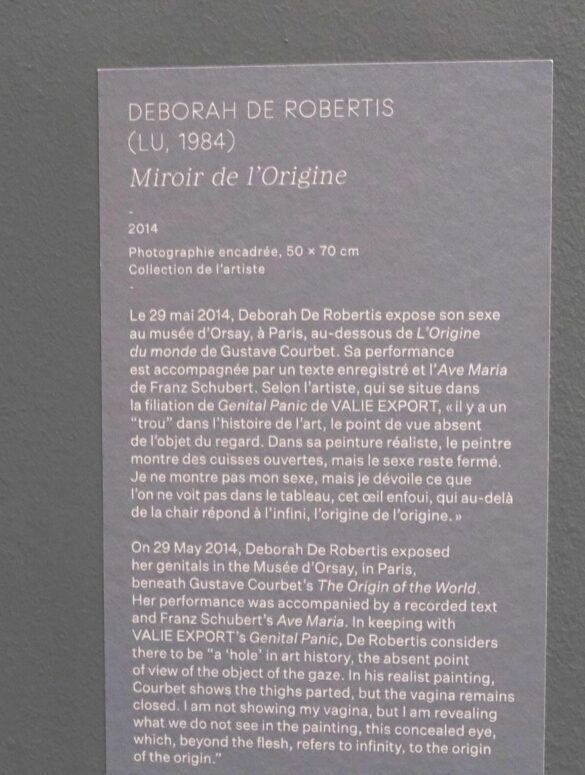 DEBORAH DE ROBERTIS
(LU, 1984)
Miroir de l'Origine
-
2014
Photographie encadrée, 50 × 70 cm
Collection de l'artiste
-
Le 29 mai 2014, Deborah De Robertis expose son sexe
au musée d'Orsay, à Paris, au-dessous de L'Origine
du monde de Gustave Courbet. Sa performance
est accompagnée par un texte enregistré et l'Ave Maria
de Franz Schubert. Selon l'artiste, qui se situe dans
la filiation de Genital Panic de VALIE EXPORT, « il y a un
“trou” dans l'histoire de l'art, le point de vue absent
de l'objet du regard. Dans sa peinture réaliste, le peintre
montre des cuisses ouvertes, mais le sexe reste fermé.
Je ne montre pas mon sexe, mais je dévoile ce que
l'on ne voit pas dans le tableau, cet œil enfoui, qui au-delà
de la chair répond à l'infini, l'origine de l'origine. »
On 29 May 2014, Deborah De Robertis exposed
her genitals in the Musée d'Orsay, in Paris,
beneath Gustave Courbet's The Origin of the World.
Her performance was accompanied by a recorded text
and Franz Schubert's Ave Maria. In keeping with
VALIE EXPORT's Genital Panic, De Robertis considers
there to be “a ‘hole’ in art history, the absent point
of view of the object of the gaze. In his realist painting,
Courbet shows the thighs parted, but the vagina remains
closed. I am not showing my vagina, but I am revealing
what we do not see in the painting, this concealed eye,
which, beyond the flesh, refers to infinity, to the origin
of the origin.”